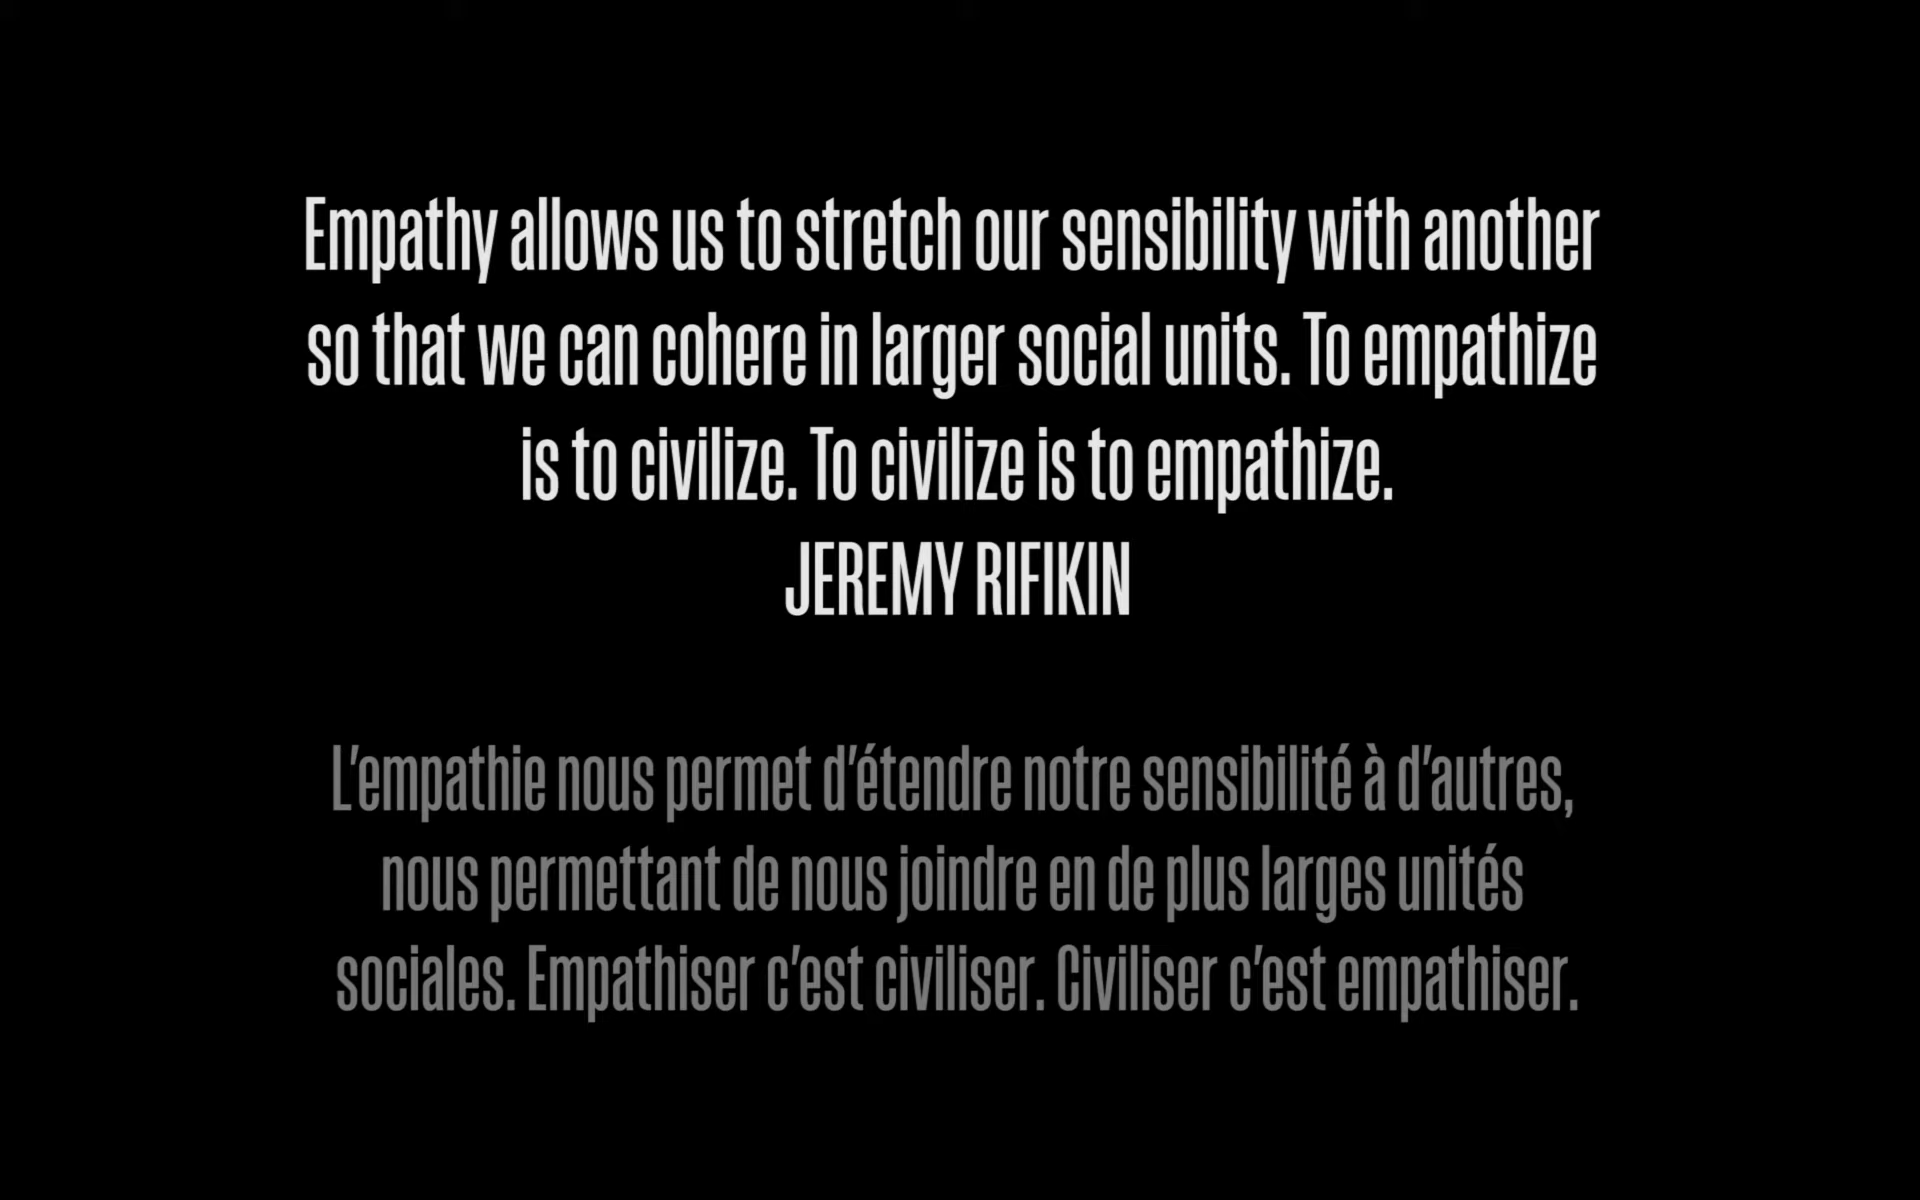 Empathy allows us to stretch our sensibility with another
so that we can cohere in larger social units. To empathize
is to civilize. To civilize is to empathize.
JEREMY RIFIKIN
L'empathie nous permet d'étendre notre sensibilité à d'autres,
nous permettant de nous joindre en de plus larges unités
sociales. Empathiser c'est civiliser. Civiliser c'est empathiser.